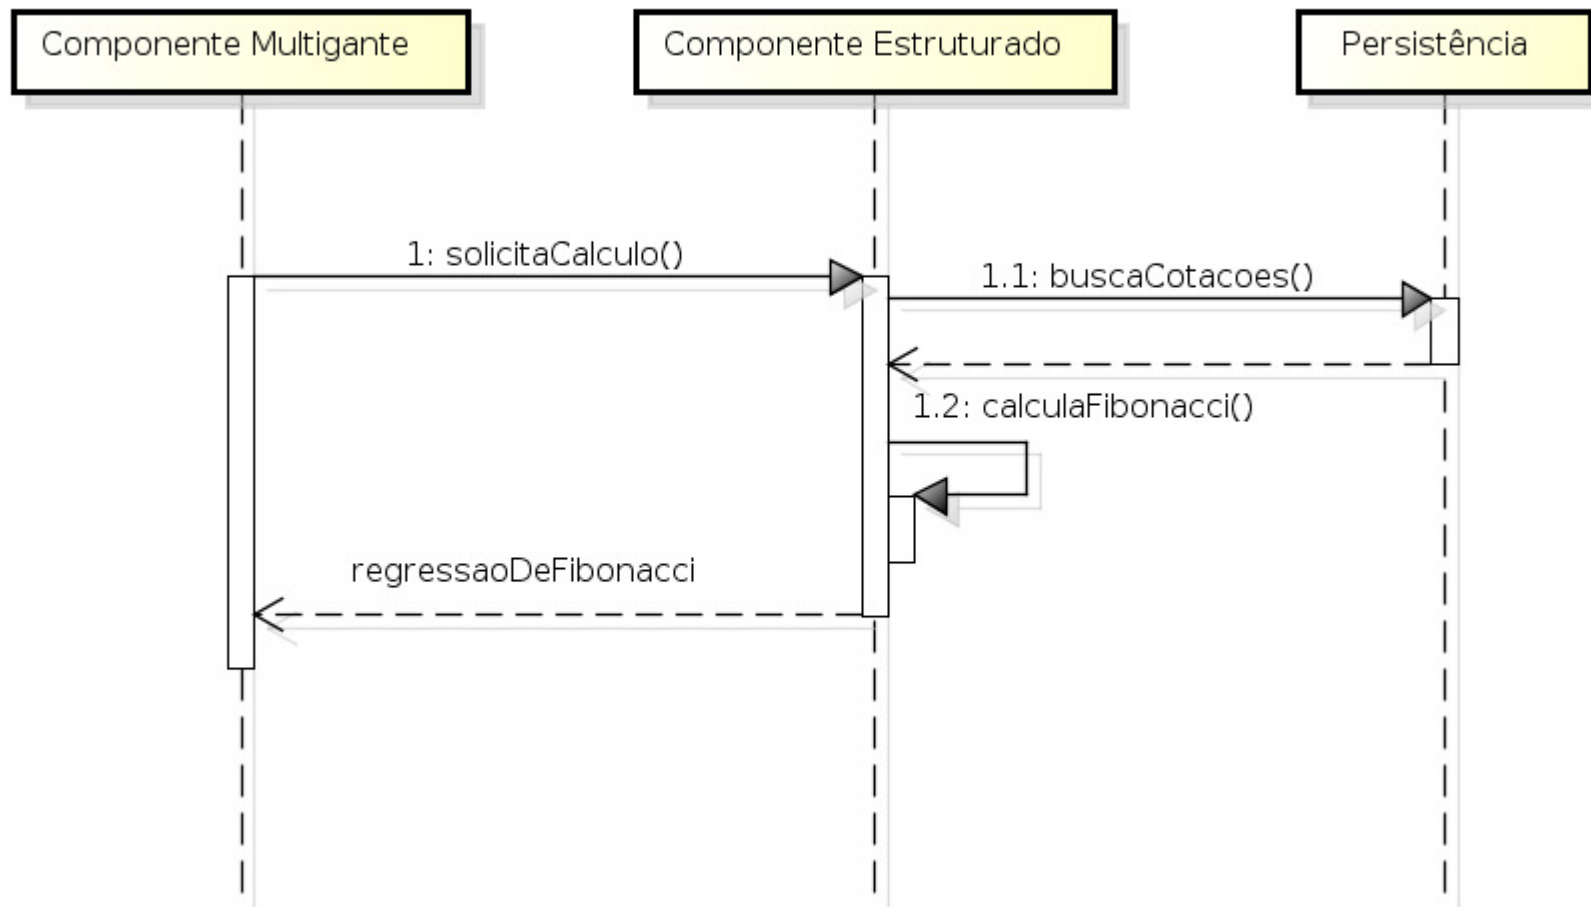 Componente Multigante
Componente Estruturado
Persistência
1: solicitaCalculo()
1.1: buscaCotacoes()
1.2: calculaFibonacci()
regressaoDeFibonacci